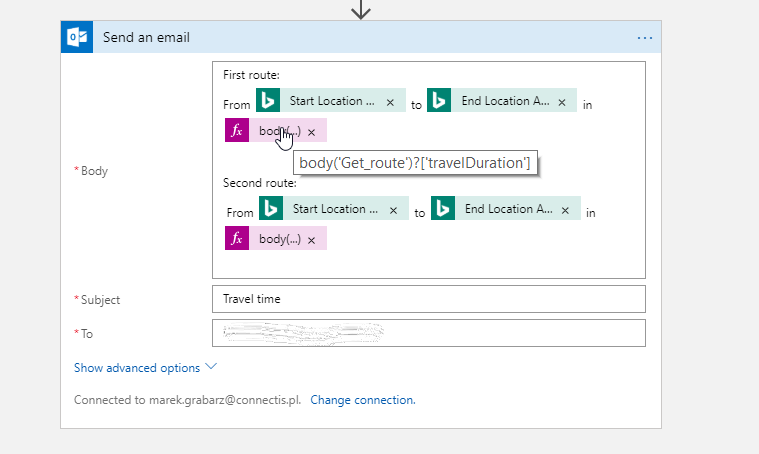 Send an email
...
First route:
From Start Location ... × to End Location A... × in
fx body(...) ×
body('Get_route')?['travelDuration']
* Body
Second route:
From Start Location ... × to End Location A... × in
fx body(...) ×
* Subject Travel time
* To
Show advanced options
Connected to marek.grabarz@connectis.pl. Change connection.